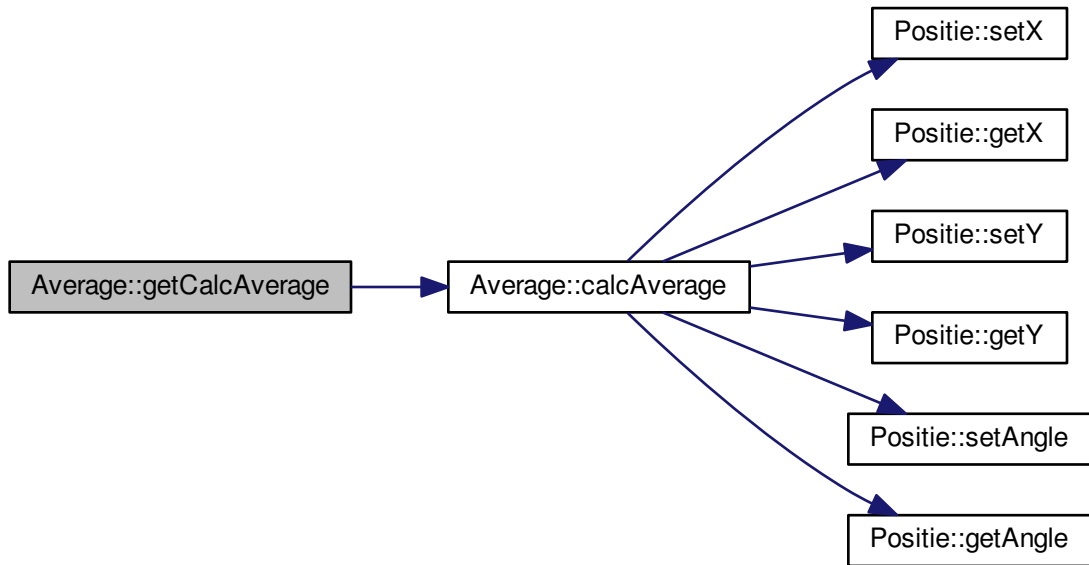 Positie::setX
Positie::getX
Positie::setY
Average::getCalcAverage
Average::calcAverage
Positie::getY
Positie::setAngle
Positie::getAngle